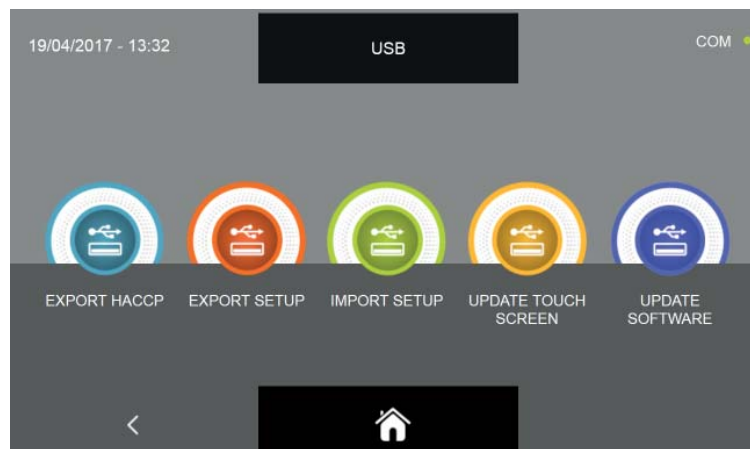 19/04/2017 - 13:32
USB
COM
EXPORT HACCP
EXPORT SETUP
IMPORT SETUP
UPDATE TOUCH
SCREEN
UPDATE
SOFTWARE